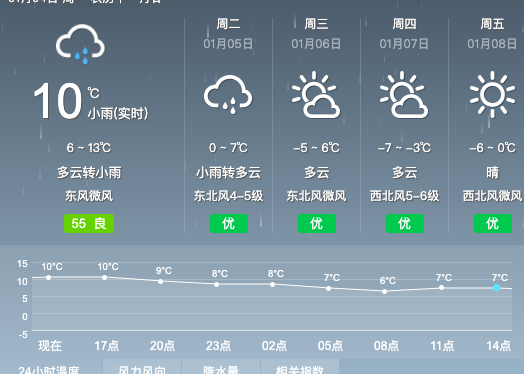 10
℃
小雨(实时)
6 ~ 13℃
多云转小雨
东风微风
55 良
周二
01月05日
0 ~ 7℃
小雨转多云
东北风4-5级
优
周三
01月06日
-5 ~ 6℃
多云
东北风微风
优
周四
01月07日
-7 ~ -3℃
多云
西北风5-6级
优
周五
01月08日
-6 ~ 0℃
晴
西北风微风
优
15
10
5
0
-5
10°C
10°C
9°C
8°C
8°C
7°C
6°C
7°C
7°C
现在
17点
20点
23点
02点
05点
08点
11点
14点
24小时温度
风力风向
降水量
相关指数